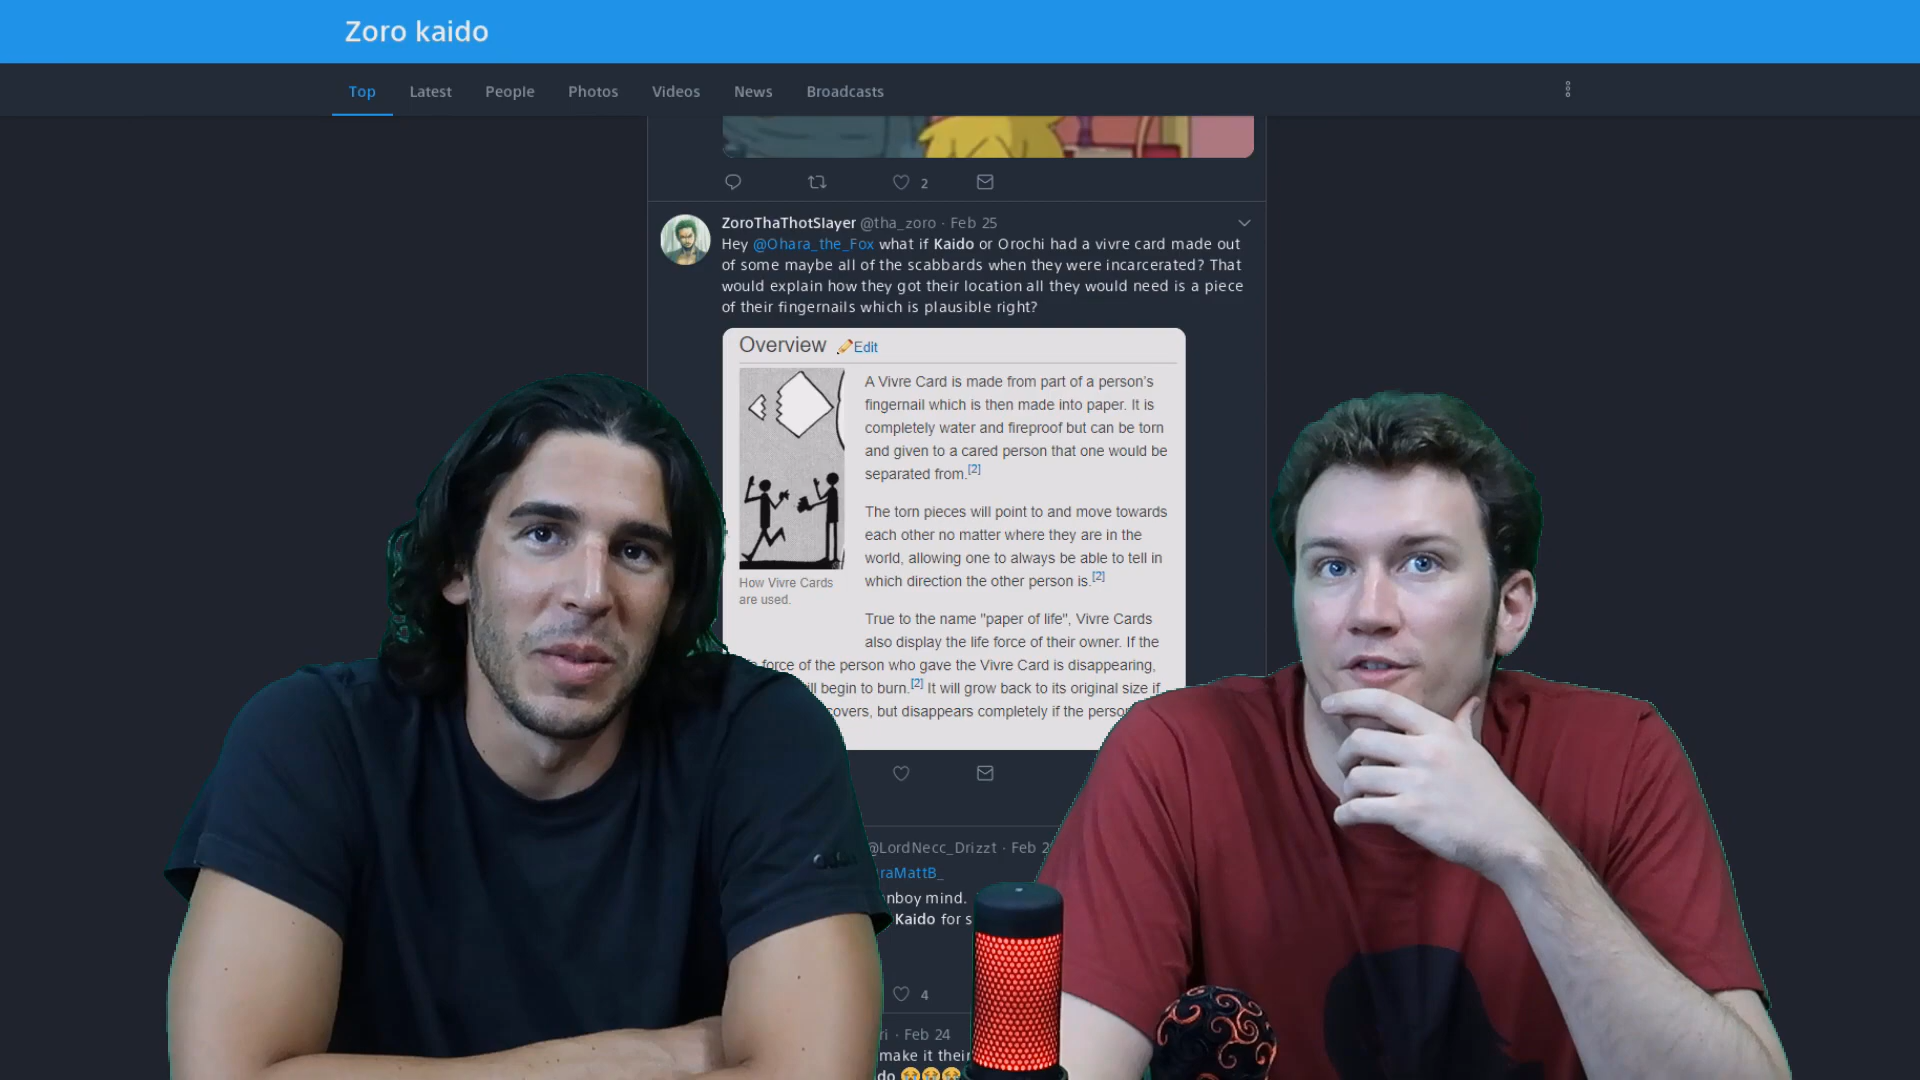 Zoro kaido
Top Latest People Photos Videos News Broadcasts
2
ZoroThaThotSlayer @tha_zoro · Feb 25
Hey @Ohara_the_Fox what if Kaido or Orochi had a vivre card made out
of some maybe all of the scabbards when they were incarcerated? That
would explain how they got their location all they would need is a piece
of their fingernails which is plausible right?
Overview Edit
A Vivre Card is made from part of a person's
fingernail which is then made into paper. It is
completely water and fireproof but can be torn
and given to a cared person that one would be
separated from.[2]
The torn pieces will point to and move towards
each other no matter where they are in the
world, allowing one to always be able to tell in
which direction the other person is.[2]
How Vivre Cards
are used.
True to the name "paper of life", Vivre Cards
also display the life force of their owner. If the
force of the person who gave the Vivre Card is disappearing,
begin to burn.[2] It will grow back to its original size if
but disappears completely if the
@LordNecc_Drizzt · Feb
mind.
Kaido for
4
· Feb 24
make it